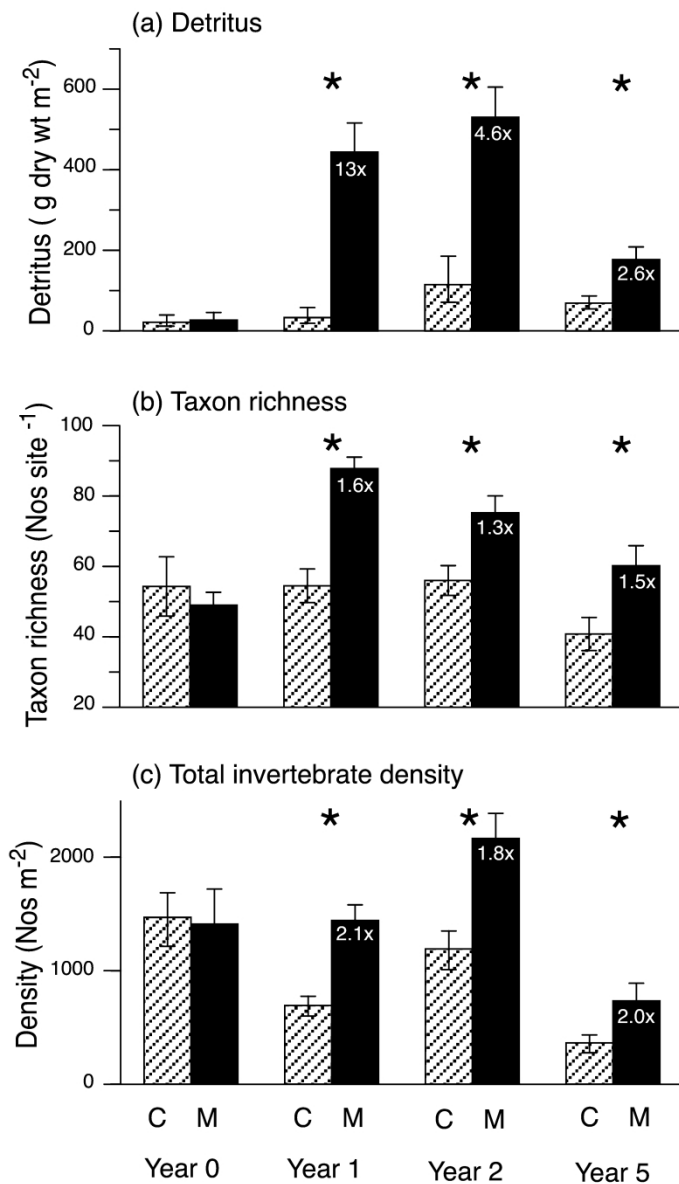 (a) Detritus
Detritus ( g dry wt m⁻²)
600
400
200
0
*
*
*
13x
4.6x
2.6x
(b) Taxon richness
Taxon richness (Nos site ⁻¹)
100
80
60
40
20
*
*
*
1.6x
1.3x
1.5x
(c) Total invertebrate density
Density (Nos m⁻²)
2000
1000
0
*
*
*
2.1x
1.8x
2.0x
C M C M C M C M
Year 0 Year 1 Year 2 Year 5